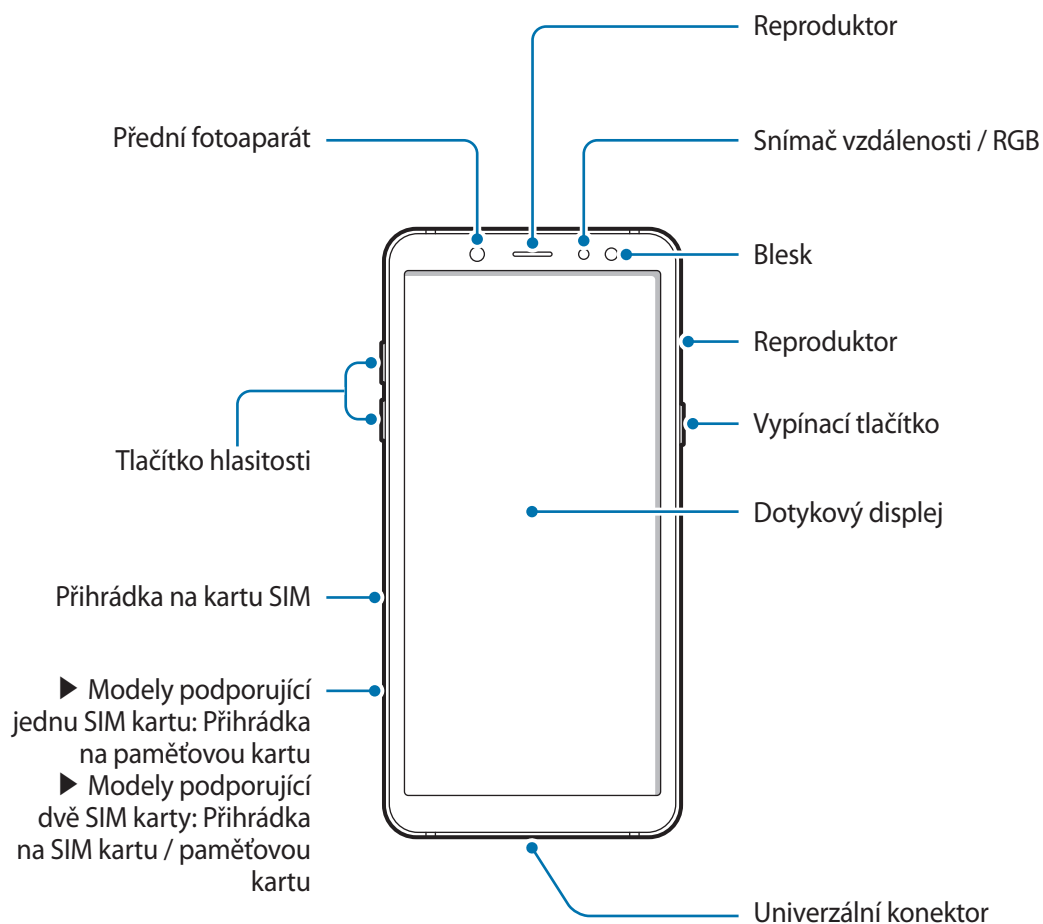 Reproduktor
Přední fotoaparát
Snímač vzdálenosti / RGB
Blesk
Reproduktor
Vypínací tlačítko
Tlačítko hlasitosti
Dotykový displej
Přihrádka na kartu SIM
▶ Modely podporující
jednu SIM kartu: Přihrádka
na paměťovou kartu
▶ Modely podporující
dvě SIM karty: Přihrádka
na SIM kartu / paměťovou
kartu
Univerzální konektor